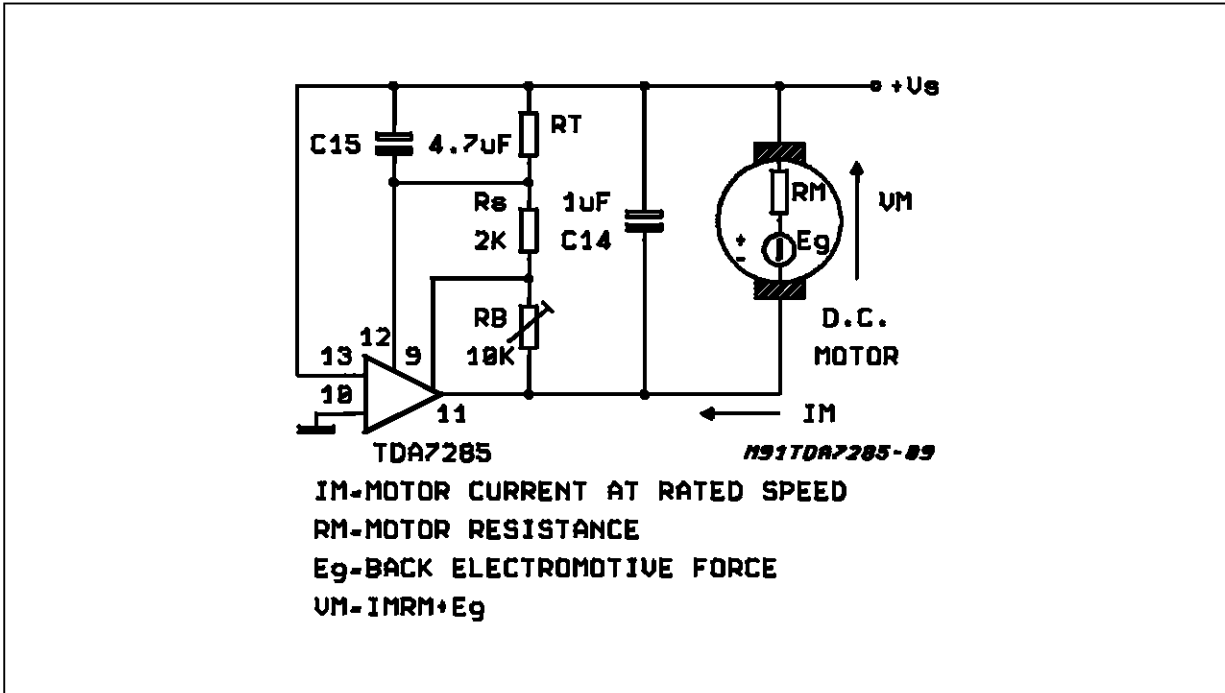 +Vs
RT
C15 4.7uF
RM
VM
Rs 1uF
2K C14
+
-
Eg
RB
10K
D.C.
MOTOR
12
13 9
10
11
IM
TDA7285
M91TDA7285-09
IM=MOTOR CURRENT AT RATED SPEED
RM=MOTOR RESISTANCE
Eg=BACK ELECTROMOTIVE FORCE
VM=IMRM+Eg